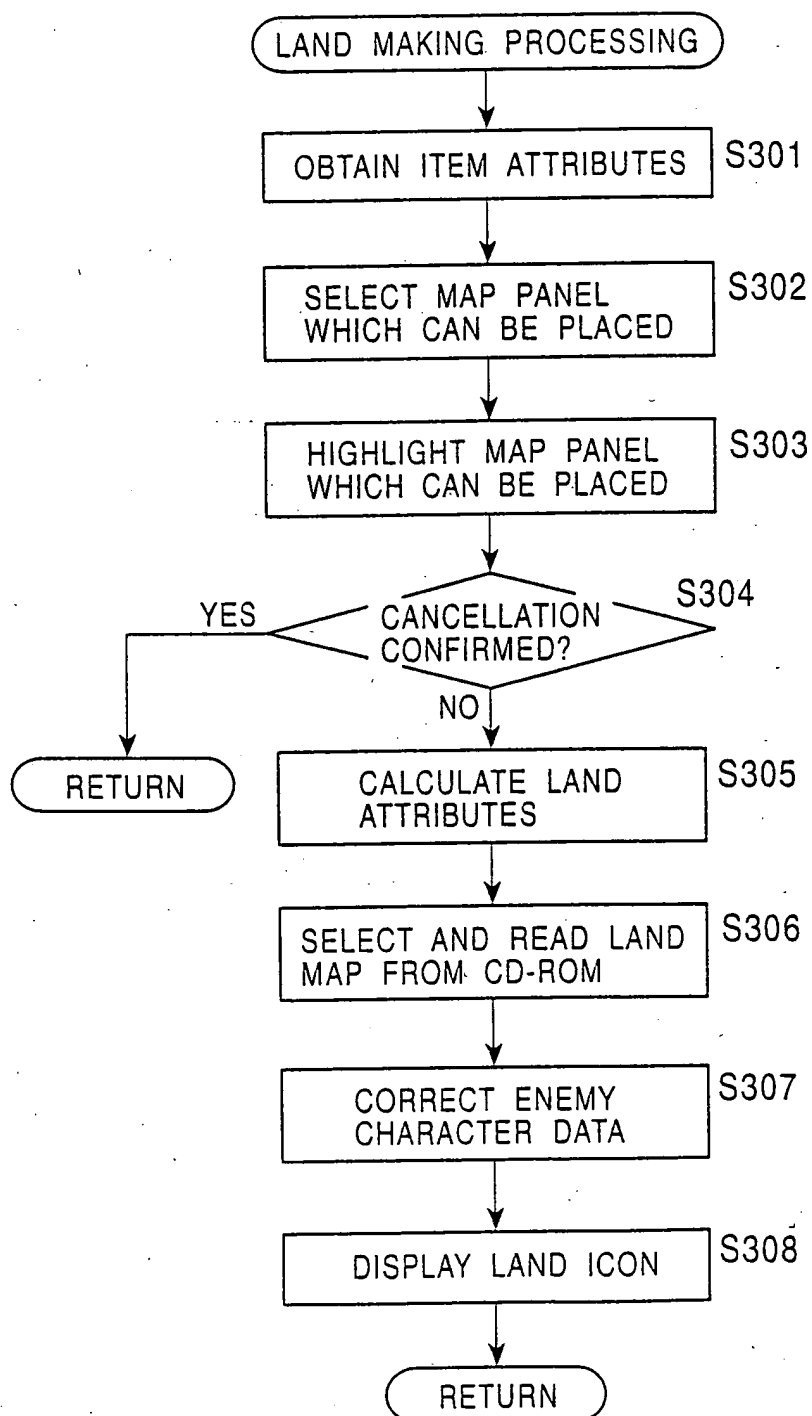 LAND MAKING PROCESSING
OBTAIN ITEM ATTRIBUTES
S301
SELECT MAP PANEL
WHICH CAN BE PLACED
S302
HIGHLIGHT MAP PANEL
WHICH CAN BE PLACED
S303
CANCELLATION
CONFIRMED?
S304
YES
NO
RETURN
CALCULATE LAND
ATTRIBUTES
S305
SELECT AND READ LAND
MAP FROM CD-ROM
S306
CORRECT ENEMY
CHARACTER DATA
S307
DISPLAY LAND ICON
S308
RETURN